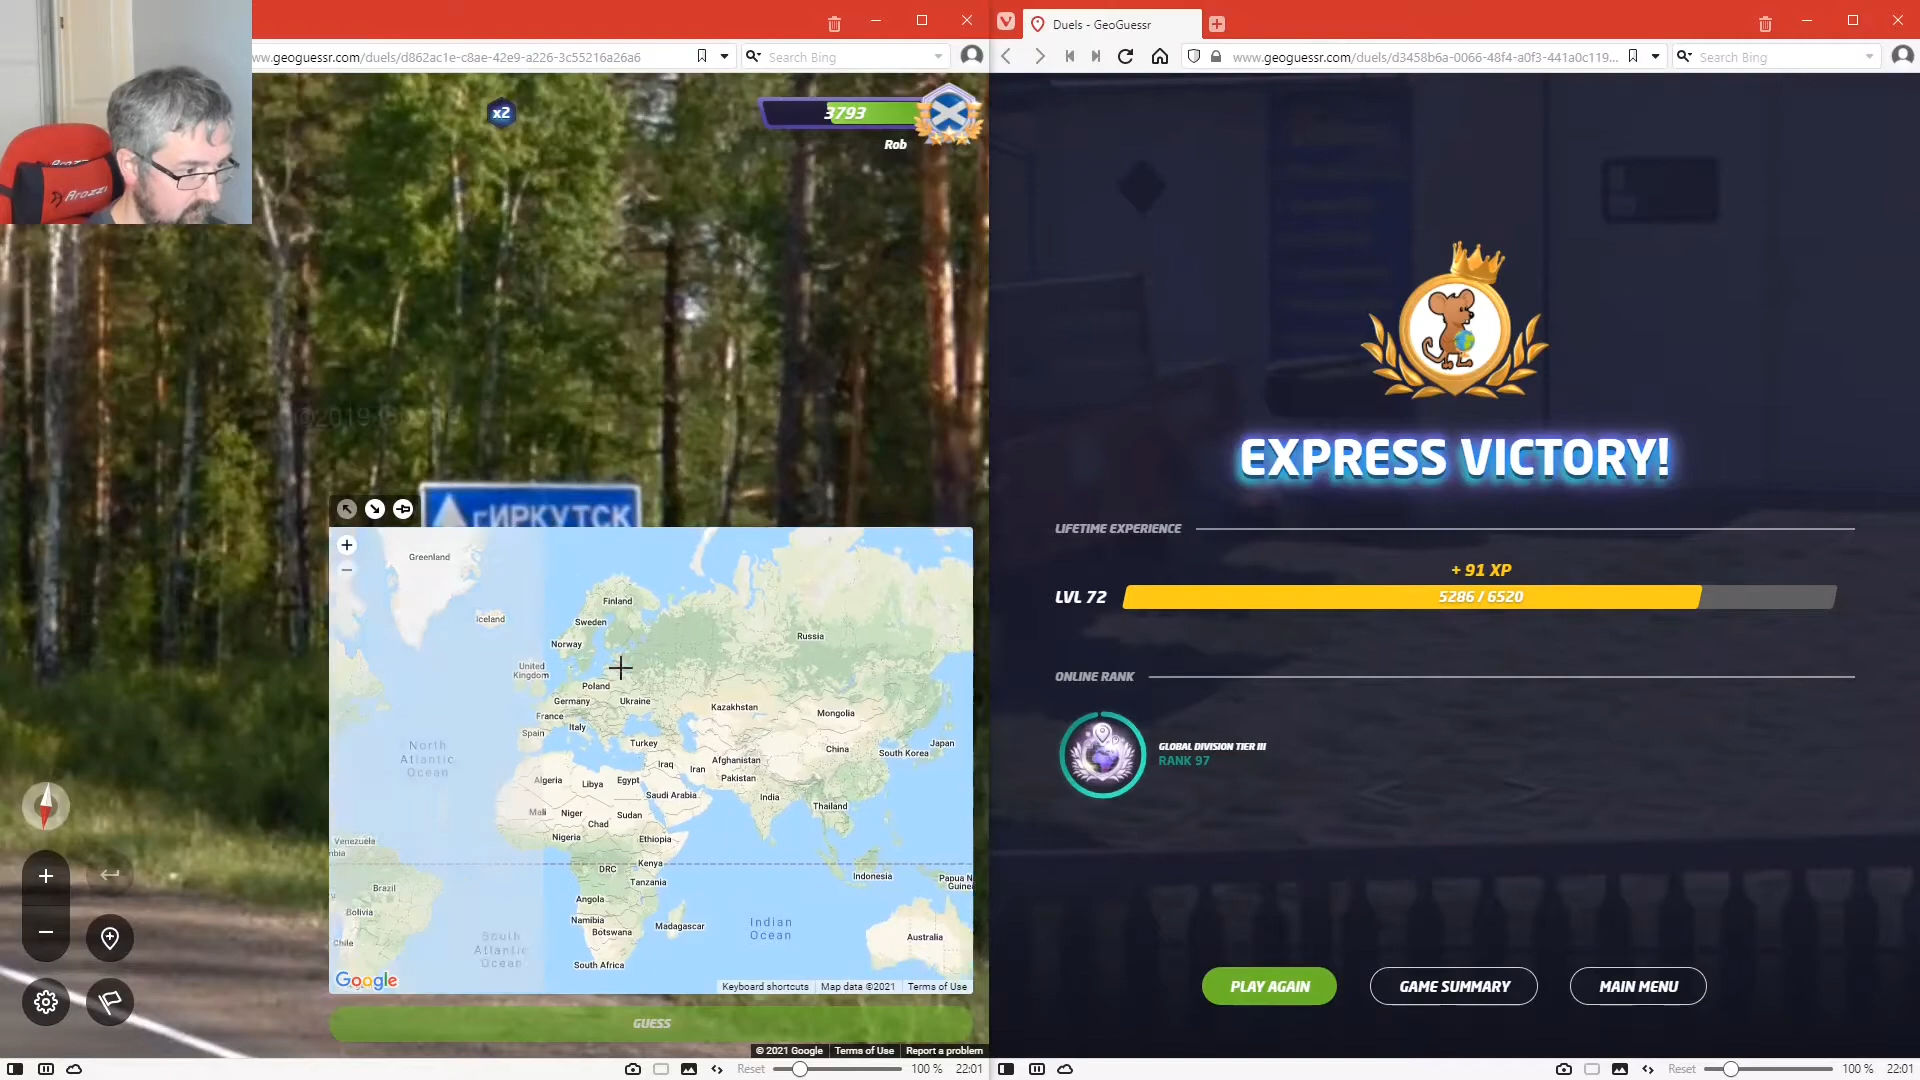 Duels - GeoGuessr
www.geoguessr.com/duels/d862ac1e-c8ae-42e9-a226-3c55216a26a6
Search Bing
www.geoguessr.com/duels/d3458b6a-0066-48f4-a0f3-441a0c119...
Search Bing
x2
3793
Rob
Arozzi
©2019
г.ИРКУТСК
Greenland
Iceland
Finland
Sweden
Norway
Russia
United
Kingdom
Poland
Germany
Ukraine
France
Kazakhstan
Mongolia
Italy
Spain
Turkey
China
Japan
South Korea
North
Atlantic
Ocean
Iraq
Iran
Afghanistan
Pakistan
Algeria
Libya
Egypt
Saudi Arabia
India
Thailand
Mali
Niger
Chad
Sudan
Nigeria
Ethiopia
Venezuela
DRC
Kenya
Tanzania
Indonesia
Papua N
Guine
Brazil
Bolivia
Angola
Namibia
Botswana
Madagascar
Indian
Ocean
Australia
Chile
South
Atlantic
Ocean
South Africa
Google
Keyboard shortcuts
Map data ©2021
Terms of Use
GUESS
© 2021 Google
Terms of Use
Report a problem
Reset
100 %
22:01
EXPRESS VICTORY!
LIFETIME EXPERIENCE
+ 91 XP
LVL 72
5286 / 6520
ONLINE RANK
GLOBAL DIVISION TIER III
RANK 97
PLAY AGAIN
GAME SUMMARY
MAIN MENU
Reset
100 %
22:01